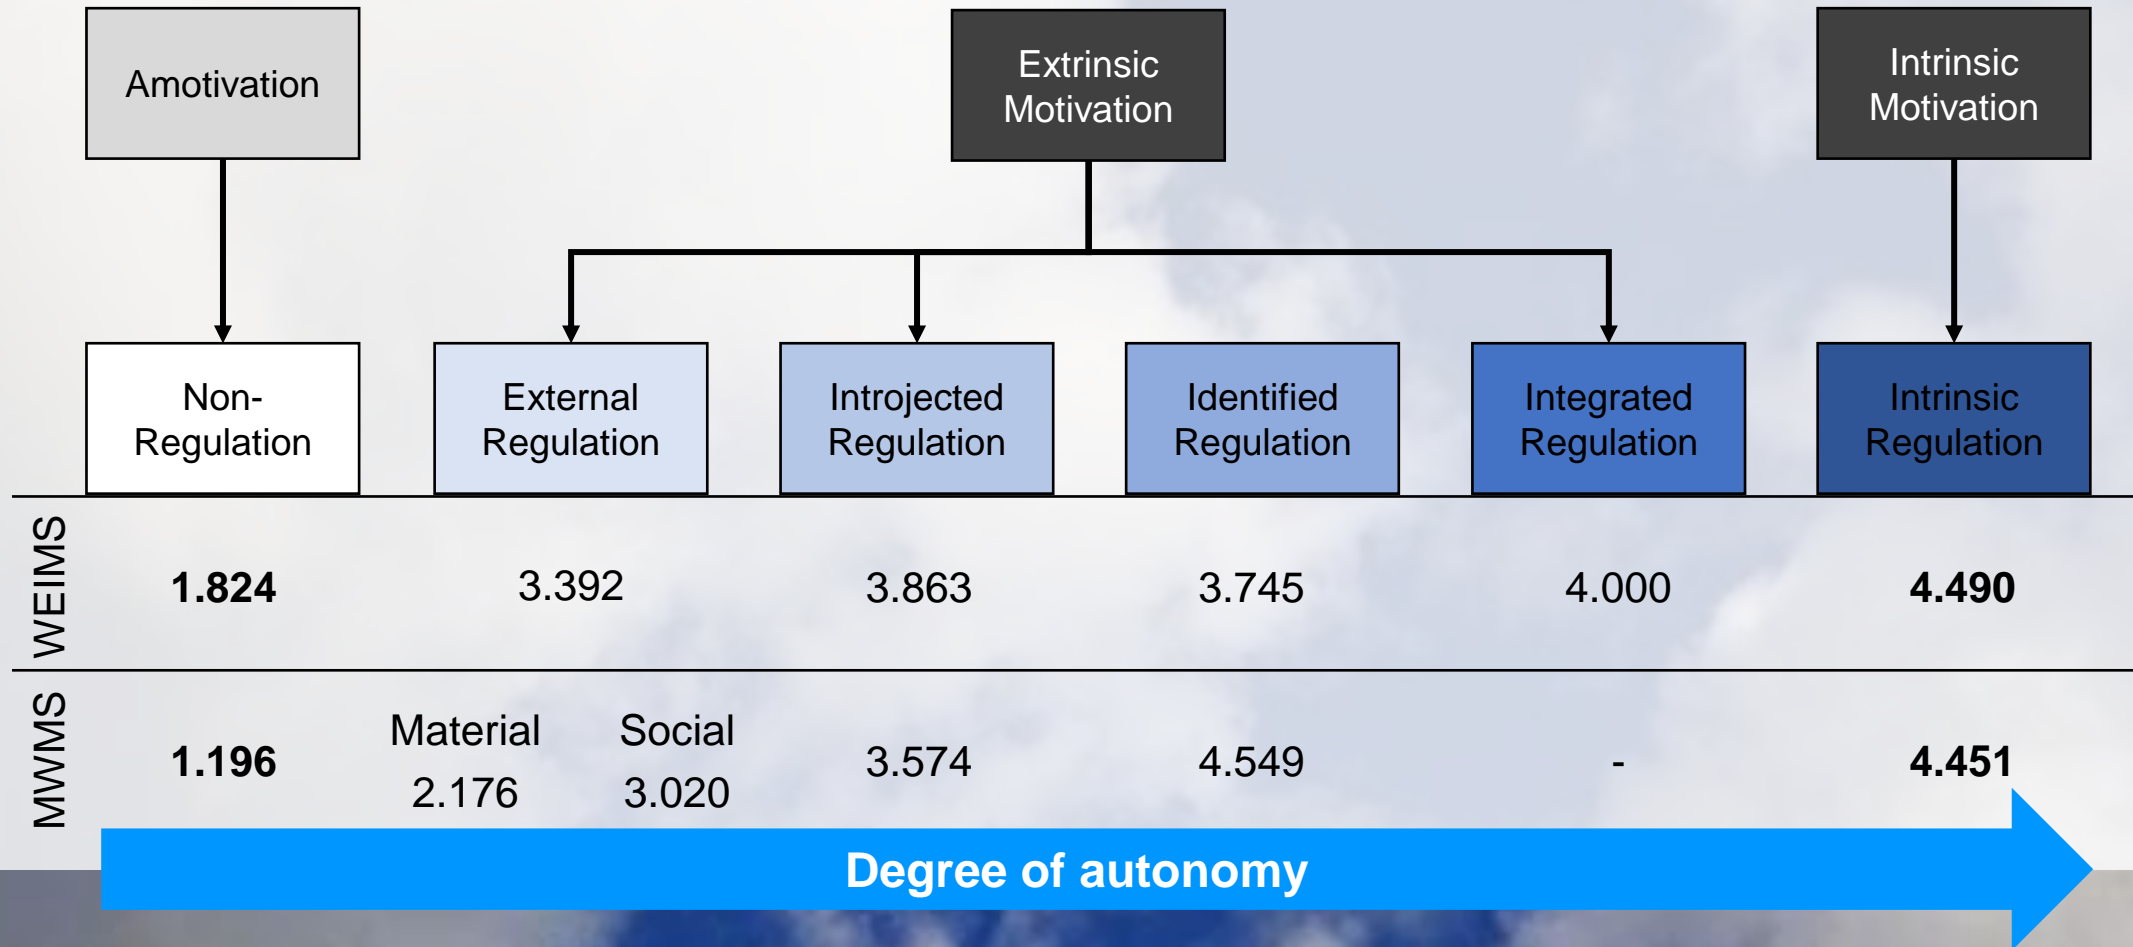 Amotivation
Extrinsic
Motivation
Intrinsic
Motivation
Non-
Regulation
External
Regulation
Introjected
Regulation
Identified
Regulation
Integrated
Regulation
Intrinsic
Regulation
WEIMS
1.824
3.392
3.863
3.745
4.000
4.490
MWMS
1.196
Material
2.176
Social
3.020
3.574
4.549
-
4.451
Degree of autonomy